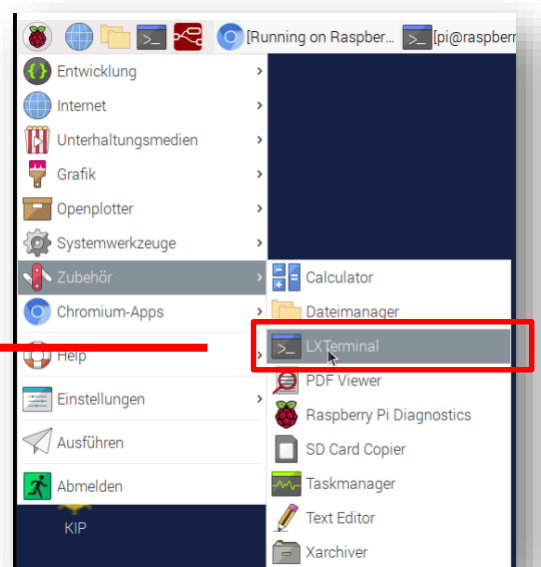 [Running on Raspber...
[pi@raspberr
Entwicklung
Internet
Unterhaltungsmedien
Grafik
Openplotter
Systemwerkzeuge
Zubehör
Chromium-Apps
Help
Einstellungen
Ausführen
Abmelden
KIP
Calculator
Dateimanager
LXTerminal
PDF Viewer
Raspberry Pi Diagnostics
SD Card Copier
Taskmanager
Text Editor
Xarchiver